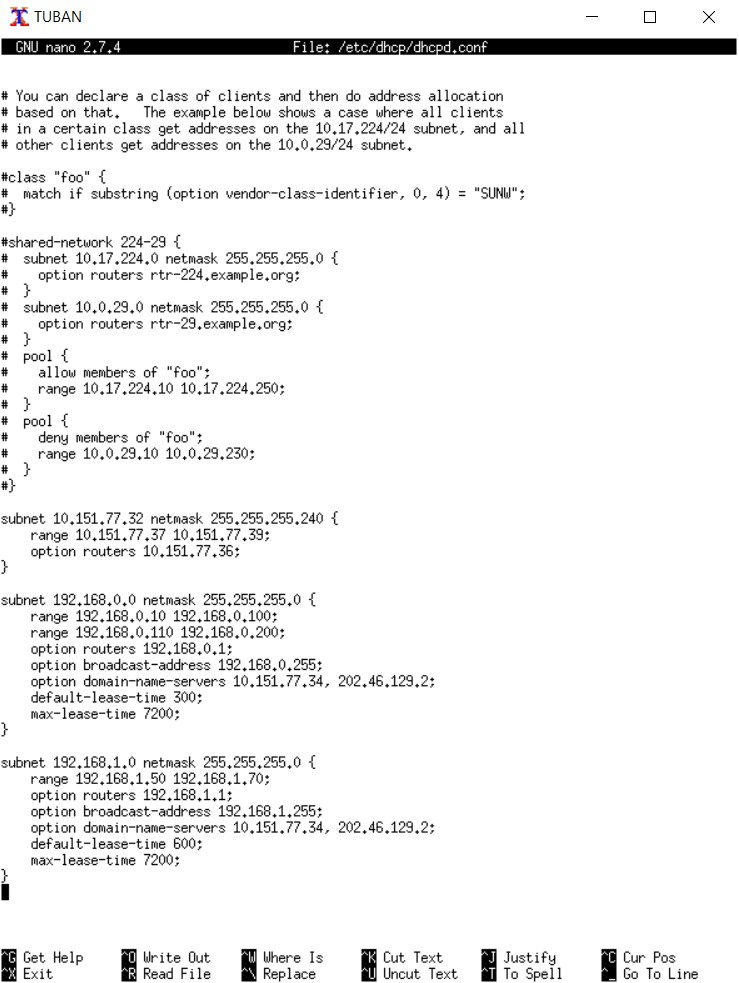 TUBAN
GNU nano 2.7.4 File: /etc/dhcp/dhcpd.conf
# You can declare a class of clients and then do address allocation
# based on that.   The example below shows a case where all clients
# in a certain class get addresses on the 10.17.224/24 subnet, and all
# other clients get addresses on the 10.0.29/24 subnet.
#class "foo" {
#  match if substring (option vendor-class-identifier, 0, 4) = "SUNW";
#}
#shared-network 224-29 {
#  subnet 10.17.224.0 netmask 255.255.255.0 {
#    option routers rtr-224.example.org;
#  }
#  subnet 10.0.29.0 netmask 255.255.255.0 {
#    option routers rtr-29.example.org;
#  }
#  pool {
#    allow members of "foo";
#    range 10.17.224.10 10.17.224.250;
#  }
#  pool {
#    deny members of "foo";
#    range 10.0.29.10 10.0.29.230;
#  }
#}
subnet 10.151.77.32 netmask 255.255.255.240 {
    range 10.151.77.37 10.151.77.39;
    option routers 10.151.77.36;
}
subnet 192.168.0.0 netmask 255.255.255.0 {
    range 192.168.0.10 192.168.0.100;
    range 192.168.0.110 192.168.0.200;
    option routers 192.168.0.1;
    option broadcast-address 192.168.0.255;
    option domain-name-servers 10.151.77.34, 202.46.129.2;
    default-lease-time 300;
    max-lease-time 7200;
}
subnet 192.168.1.0 netmask 255.255.255.0 {
    range 192.168.1.50 192.168.1.70;
    option routers 192.168.1.1;
    option broadcast-address 192.168.1.255;
    option domain-name-servers 10.151.77.34, 202.46.129.2;
    default-lease-time 600;
    max-lease-time 7200;
}
^G Get Help ^O Write Out ^W Where Is ^K Cut Text ^J Justify ^C Cur Pos
^X Exit ^R Read File ^\ Replace ^U Uncut Text ^T To Spell ^_ Go To Line